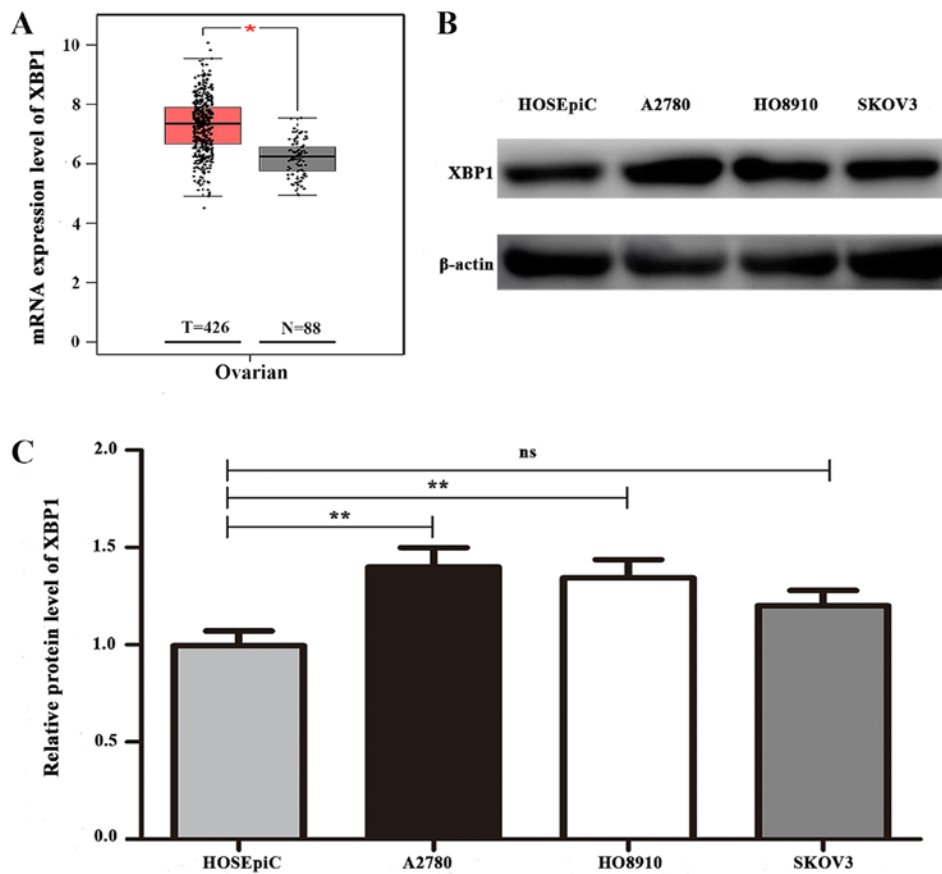 A
mRNA expression level of XBP1
10
8
6
4
2
0
*
T=426
N=88
Ovarian
B
HOSEpiC A2780 HO8910 SKOV3
XBP1
β-actin
C
Relative protein level of XBP1
2.0
1.5
1.0
0.5
0.0
ns
**
**
HOSEpiC A2780 HO8910 SKOV3